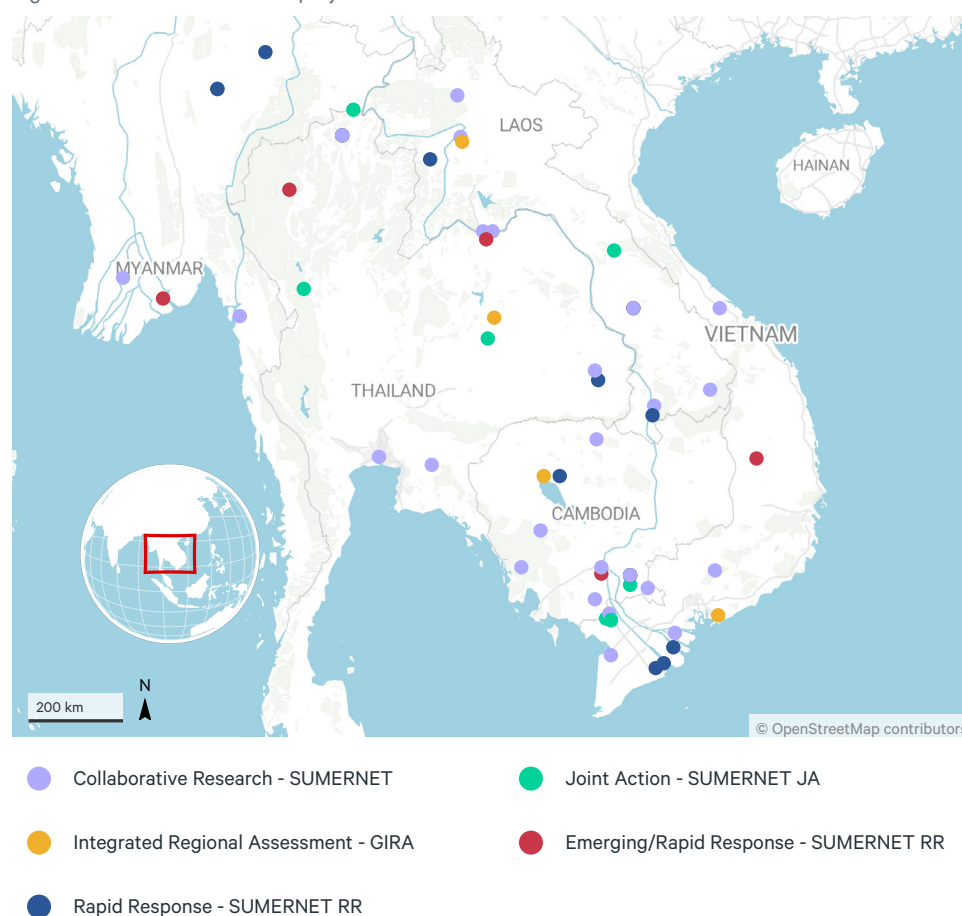 LAOS
HAINAN
MYANMAR
VIETNAM
THAILAND
CAMBODIA
N
200 km
© OpenStreetMap contributors
Collaborative Research - SUMERNET
Joint Action - SUMERNET JA
Integrated Regional Assessment - GIRA
Emerging/Rapid Response - SUMERNET RR
Rapid Response - SUMERNET RR